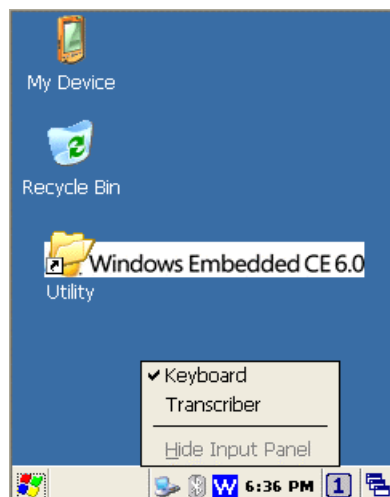 My Device
Recycle Bin
Windows Embedded CE 6.0
Utility
Keyboard
Transcriber
Hide Input Panel
W 6:36 PM 1